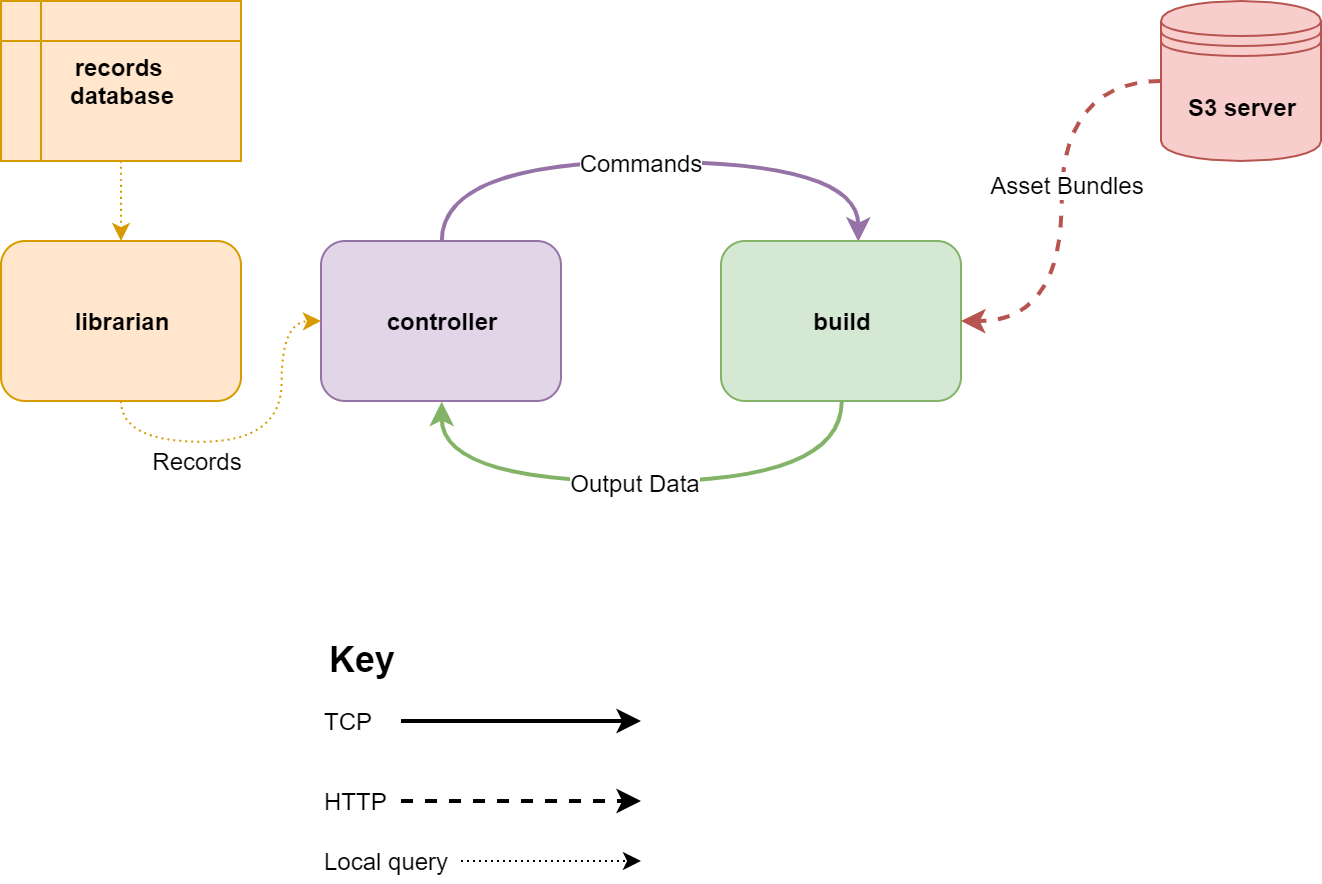 records
database
S3 server
Commands
Asset Bundles
librarian
controller
build
Records
Output Data
Key
TCP
HTTP
Local query